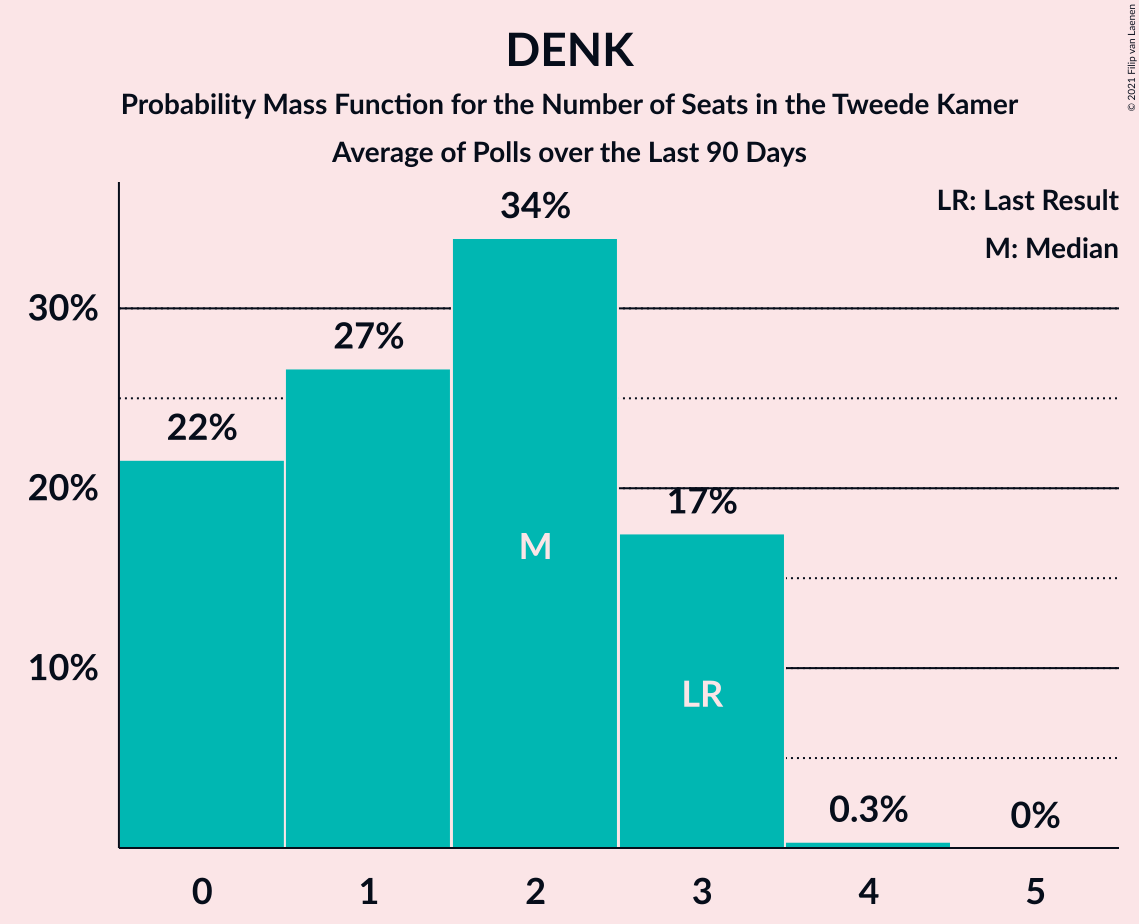 DENK
Probability Mass Function for the Number of Seats in the Tweede Kamer
Average of Polls over the Last 90 Days
© 2021 Filip van Laenen
LR: Last Result
M: Median
34%
30%
27%
22%
20%
17%
M
LR
10%
0.3%
0%
0 1 2 3 4 5